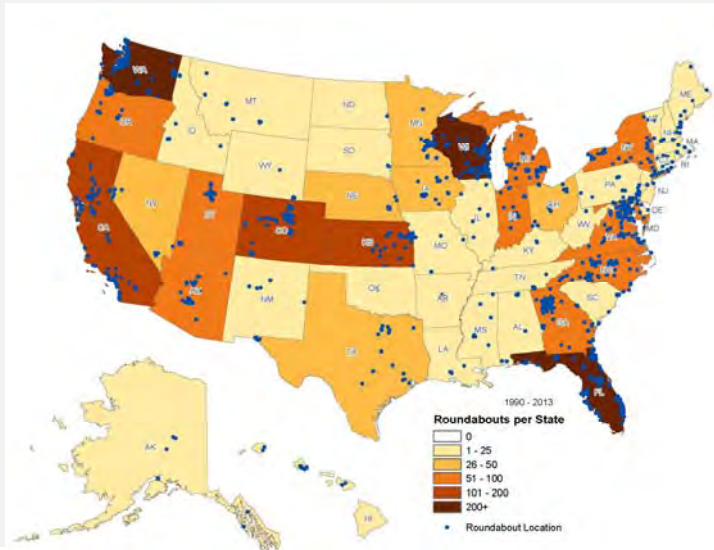 WA
MT
ND
MN
ME
OR
ID
SD
WI
NY
NH
MA
RI
WY
IA
MI
NE
PA
NJ
NV
UT
IL
IN
OH
DE
MD
CA
CO
KS
MO
WV
VA
KY
AZ
NM
OK
AR
TN
NC
SC
TX
LA
MS
AL
GA
FL
AK
HI
1990 - 2013
Roundabouts per State
0
1 - 25
26 - 50
51 - 100
101 - 200
200+
Roundabout Location